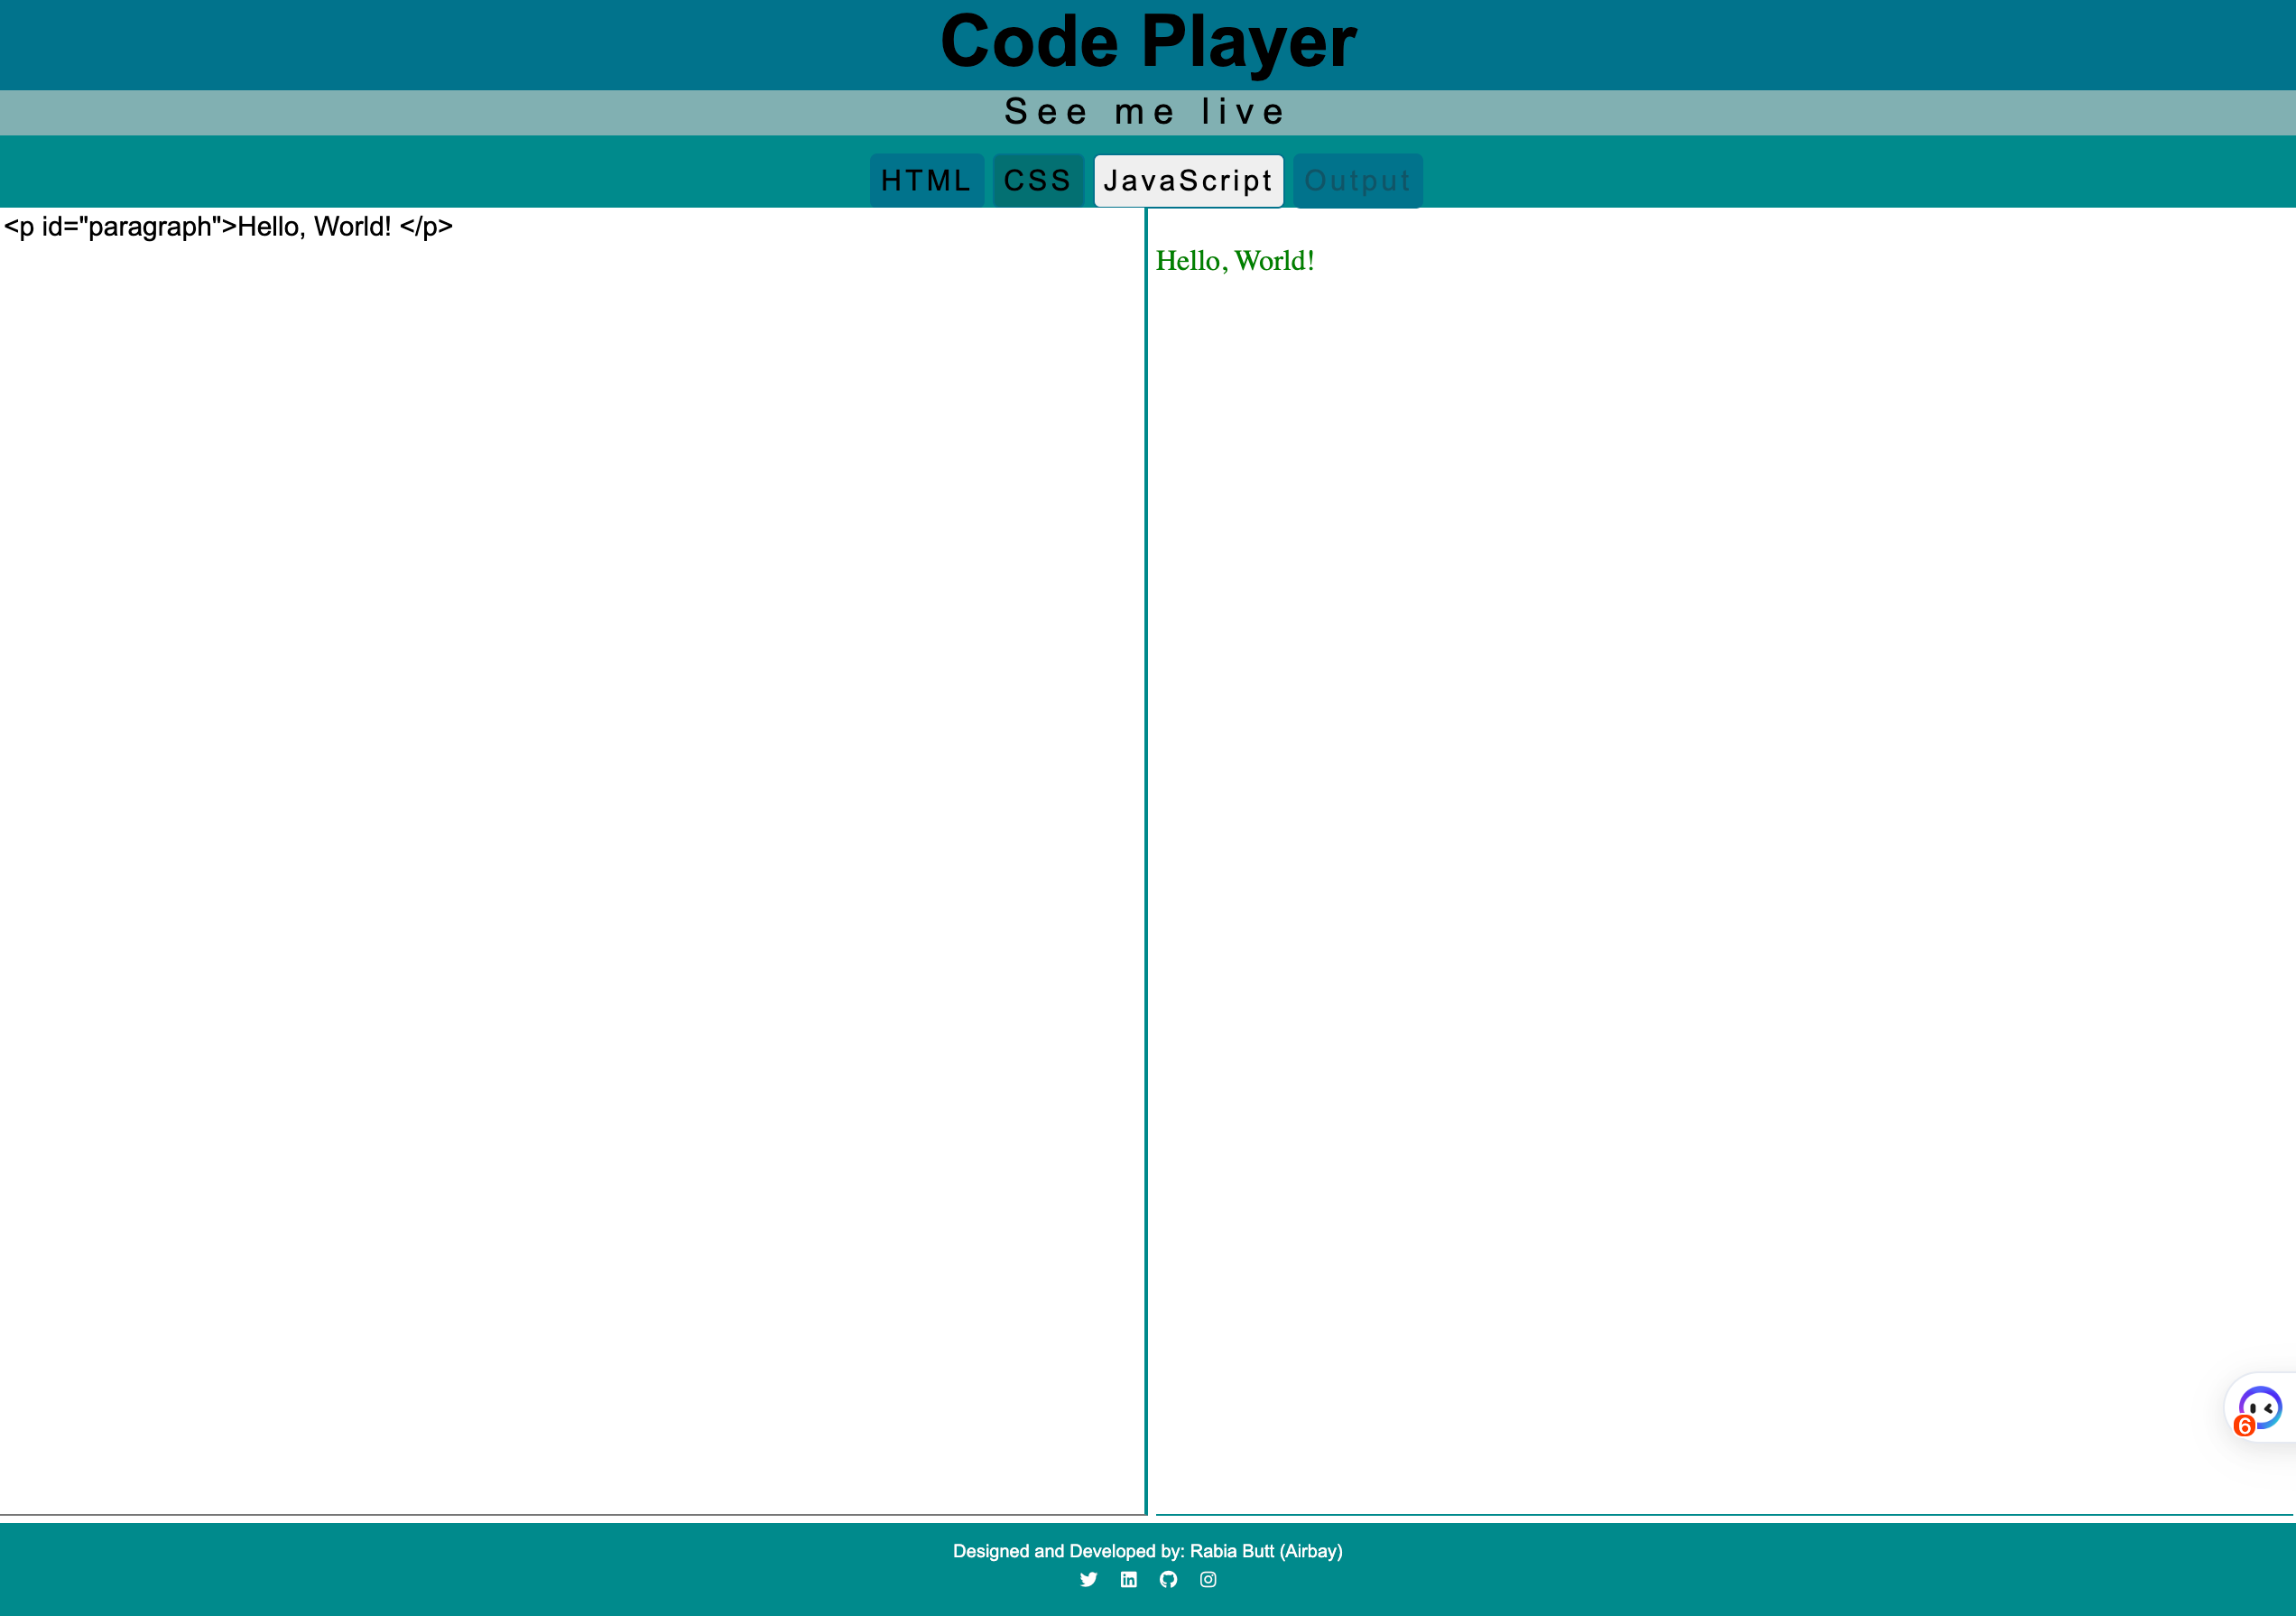 Code Player
See me live
HTML CSS JavaScript Output
<p id="paragraph">Hello, World! </p>
Hello, World!
6
Designed and Developed by: Rabia Butt (Airbay)